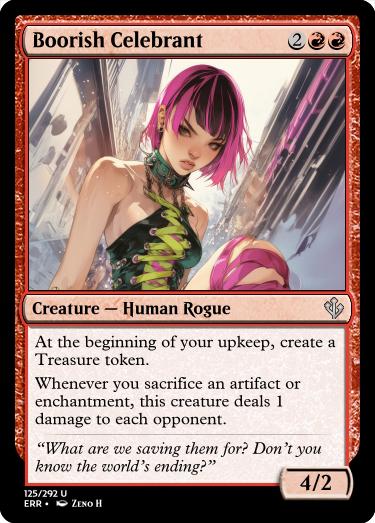 Boorish Celebrant 2
Creature — Human Rogue
At the beginning of your upkeep, create a
Treasure token.
Whenever you sacrifice an artifact or
enchantment, this creature deals 1
damage to each opponent.
“What are we saving them for? Don’t you
know the world’s ending?”
4/2
125/292 U
ERR • Zeno H